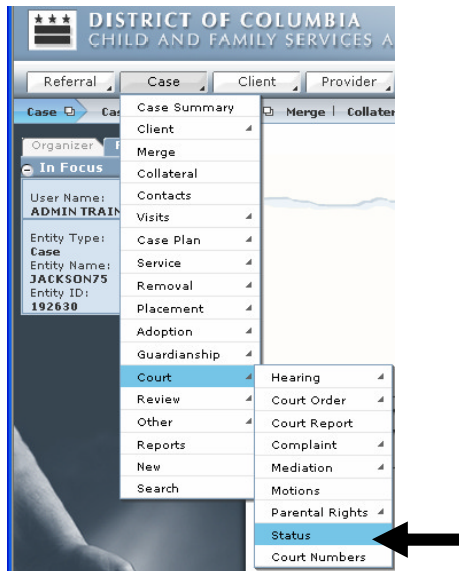 DISTRICT OF COLUMBIA
CHILD AND FAMILY SERVICES A
Referral Case Client Provider
Case Merge Collater
Organizer
In Focus
User Name:
ADMIN TRAIN
Entity Type:
Case
Entity Name:
JACKSON75
Entity ID:
192630
Case Summary
Client
Merge
Collateral
Contacts
Visits
Case Plan
Service
Removal
Placement
Adoption
Guardianship
Court
Review
Other
Reports
New
Search
Hearing
Court Order
Court Report
Complaint
Mediation
Motions
Parental Rights
Status
Court Numbers